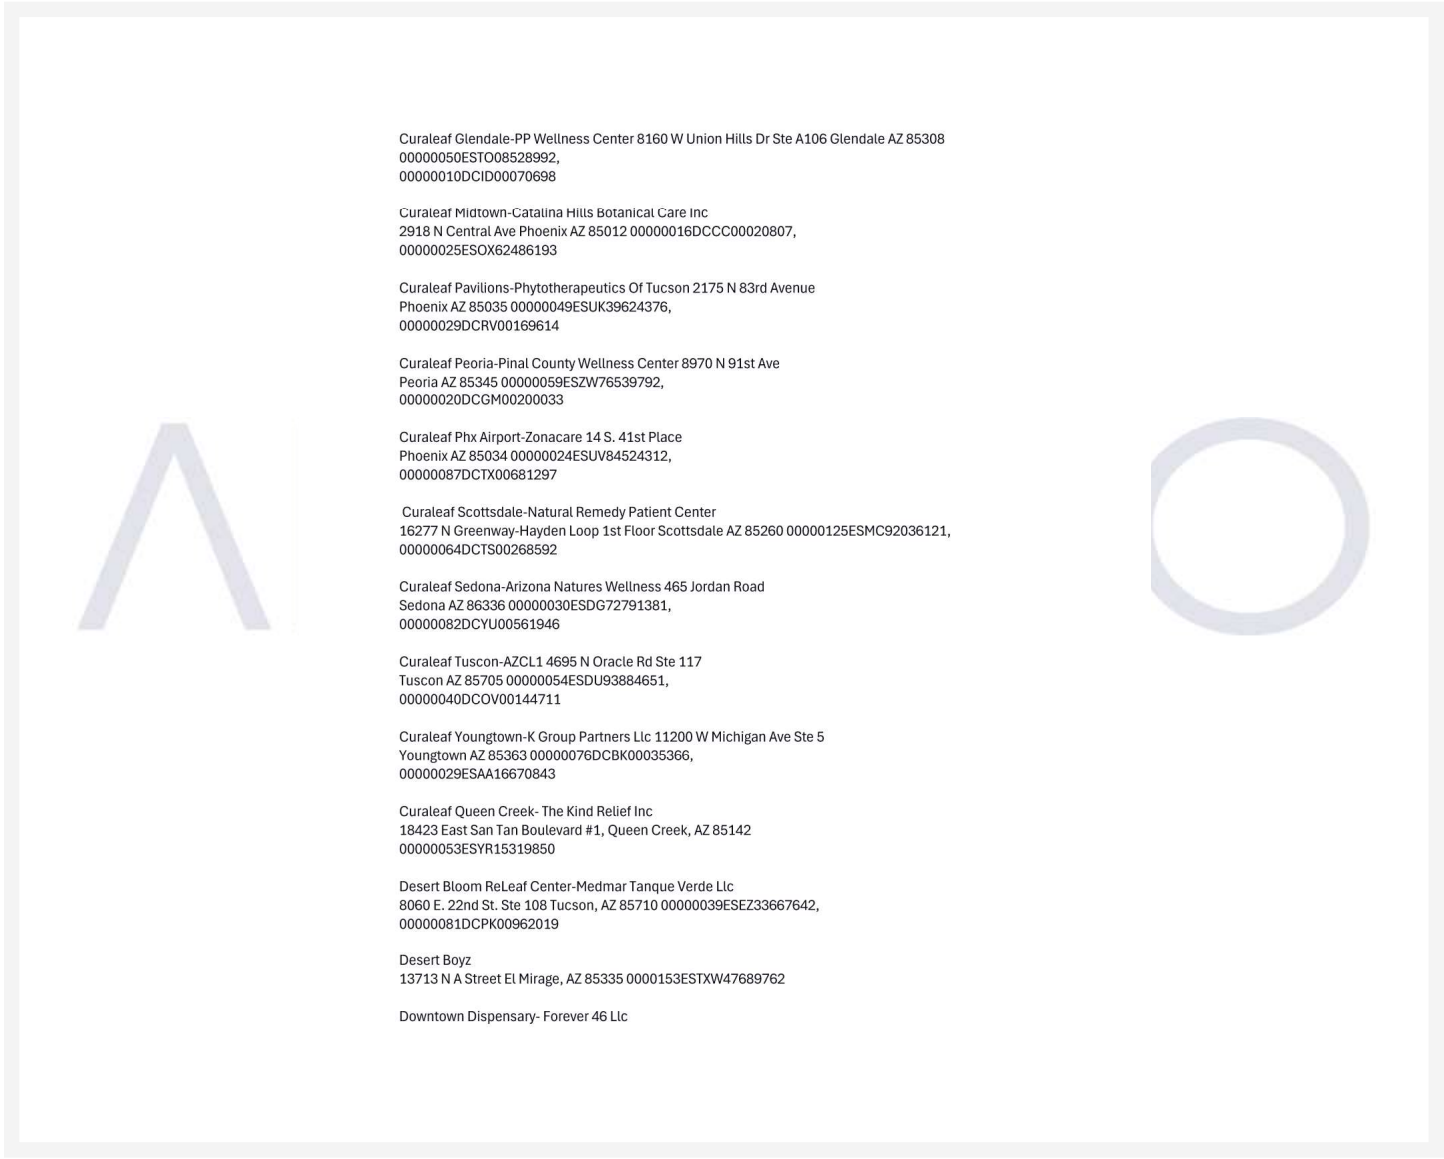 Curaleaf Glendale-PP Wellness Center 8160 W Union Hills Dr Ste A106 Glendale AZ 85308
00000050ESTO08528992,
00000010DCID00070698
Curaleaf Midtown-Catalina Hills Botanical Care Inc
2918 N Central Ave Phoenix AZ 85012 00000016DCCC00020807,
00000025ESOX62486193
Curaleaf Pavilions-Phytotherapeutics Of Tucson 2175 N 83rd Avenue
Phoenix AZ 85035 00000049ESUK39624376,
00000029DCRV00169614
Curaleaf Peoria-Pinal County Wellness Center 8970 N 91st Ave
Peoria AZ 85345 00000059ESZW76539792,
00000020DCGM00200033
Curaleaf Phx Airport-Zonacare 14 S. 41st Place
Phoenix AZ 85034 00000024ESUV84524312,
00000087DCTX00681297
Curaleaf Scottsdale-Natural Remedy Patient Center
16277 N Greenway-Hayden Loop 1st Floor Scottsdale AZ 85260 00000125ESMC92036121,
00000064DCTS00268592
Curaleaf Sedona-Arizona Natures Wellness 465 Jordan Road
Sedona AZ 86336 00000030ESDG72791381,
00000082DCYU00561946
Curaleaf Tuscon-AZCL1 4695 N Oracle Rd Ste 117
Tuscon AZ 85705 00000054ESDU93884651,
00000040DCOV00144711
Curaleaf Youngtown-K Group Partners Llc 11200 W Michigan Ave Ste 5
Youngtown AZ 85363 00000076DCBK00035366,
00000029ESAA16670843
Curaleaf Queen Creek- The Kind Relief Inc
18423 East San Tan Boulevard #1, Queen Creek, AZ 85142
00000053ESYR15319850
Desert Bloom ReLeaf Center-Medmar Tanque Verde Llc
8060 E. 22nd St. Ste 108 Tucson, AZ 85710 00000039ESEZ33667642,
00000081DCPK00962019
Desert Boyz
13713 N A Street El Mirage, AZ 85335 0000153ESTXW47689762
Downtown Dispensary- Forever 46 Llc